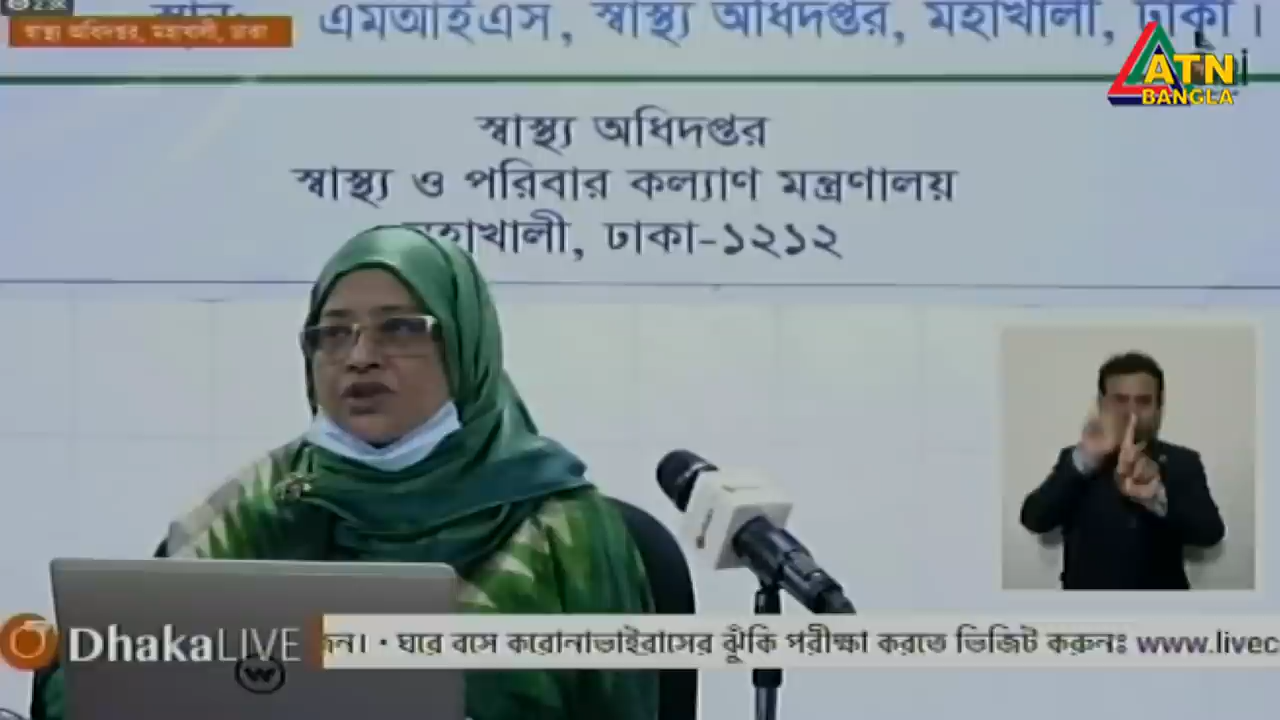 স্থান: এমআইএস, স্বাস্থ্য অধিদপ্তর, মহাখালী, ঢাকা।
স্বাস্থ্য অধিদপ্তর, মহাখালী, ঢাকা
ATN
BANGLA
স্বাস্থ্য অধিদপ্তর
স্বাস্থ্য ও পরিবার কল্যাণ মন্ত্রণালয়
মহাখালী, ঢাকা-১২১২
DhakaLIVE
• ঘরে বসে করোনাভাইরাসের ঝুঁকি পরীক্ষা করতে ভিজিট করুনঃ www.livec